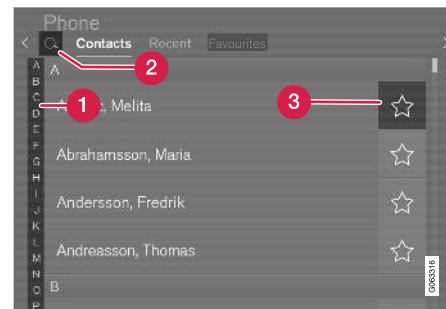 Phone
Contacts Recent Favourites
2
A
A
B
C
D
E
F
G
H
I
J
K
L
M
N
O
P
1
Melita
3
Abrahamsson, Maria
Andersson, Fredrik
Andreasson, Thomas
B
G063316